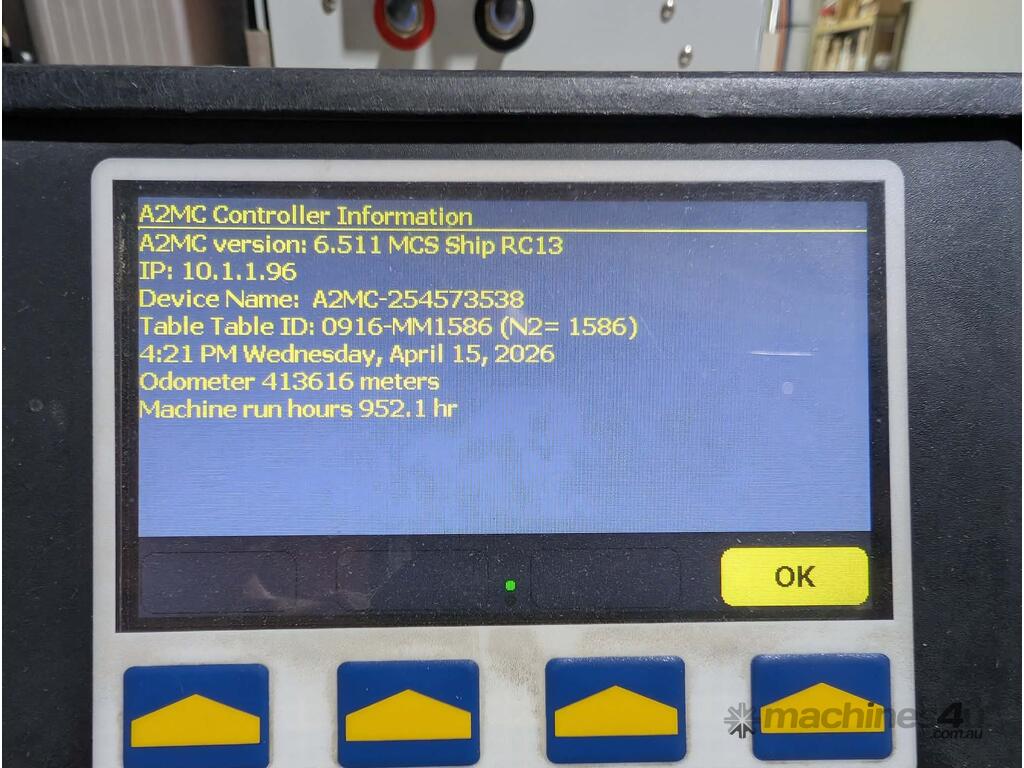 A2MC Controller Information
A2MC version: 6.511 MCS Ship RC13
IP: 10.1.1.96
Device Name: A2MC-254573538
Table Table ID: 0916-MM1586 (N2= 1586)
4:21 PM Wednesday, April 15, 2026
Odometer 413616 meters
Machine run hours 952.1 hr
OK
machines4u
.com.au